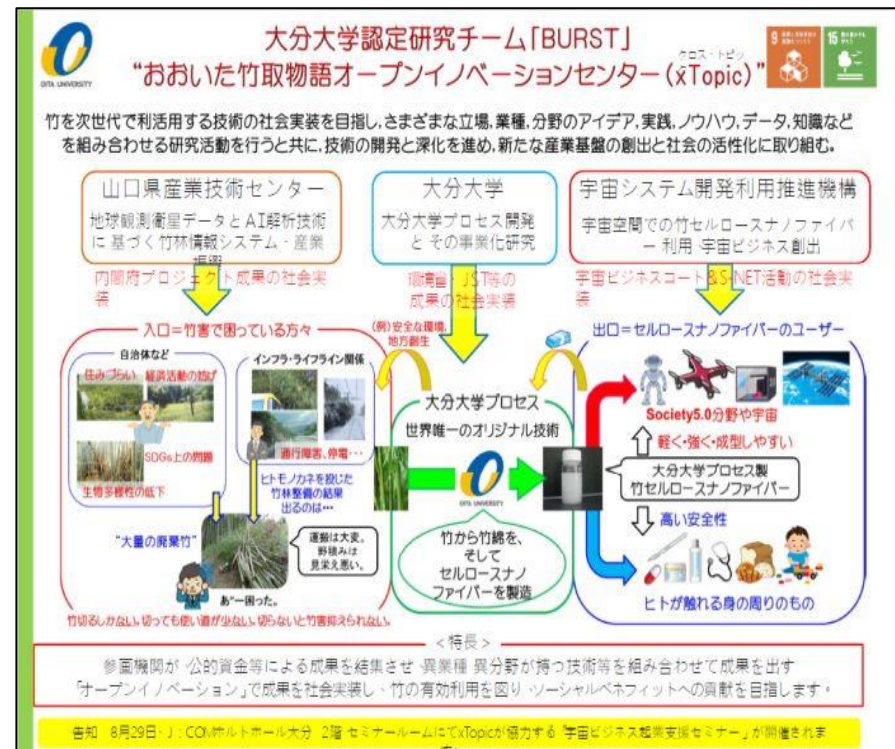 OITA UNIVERSITY
大分大学認定研究チーム「BURST」
クロス・トピック
“おおいた竹取物語オープンイノベーションセンター(xTopic)”
9
15
竹を次世代で利活用する技術の社会実装を目指し,さまざまな立場,業種,分野のアイデア,実践,ノウハウ,データ,知識など
を組み合わせる研究活動を行うと共に,技術の開発と深化を進め,新たな産業基盤の創出と社会の活性化に取り組む。
山口県産業技術センター
地球観測衛星データとAI解析技術
に 基づく竹林情報システム・産業
内閣府プロジェクト成果の社会実
装
大分大学
大分大学プロセス開発
と その事業化研究
環境省・JST等の
成果の社会実装
宇宙システム開発利用推進機構
宇宙空間での竹セルロースナノファイバ
ー利用・宇宙ビジネス創出
宇宙ビジネスコート&S-NET活動の社会実
装
入口=竹害で困っている方々
自治体など
住みづらい
経済活動の妨げ
SDGs上の問題
生物多様性の低下
インフラ・ライフライン関係
通行障害、停電・・・
ヒトモノカネを投じた
竹林整備の結果
出るのは・・・
“大量の廃棄竹”
運搬は大変。
野積みは
見栄え悪い。
あ゛ー困った。
竹切るしかない。切っても使い道が少ない。切らないと竹害抑えられない。
(例)安全な環境,
地方創生
大分大学プロセス
世界唯一のオリジナル技術
OITA UNIVERSITY
竹から竹綿を、
そして
セルロースナノ
ファイバーを製造
出口=セルロースナノファイバーのユーザー
Society5.0分野や宇宙
軽く・強く・成型しやすい
大分大学プロセス製
竹セルロースナノファイバー
高い安全性
ヒトが触れる身の周りのもの
<特長>
参画機関が、公的資金等による成果を結集させ、異業種・異分野が持つ技術等を組み合わせて成果を出す
「オープンイノベーション」で成果を社会実装し、竹の有効利用を図り、ソーシャルベネフィットへの貢献を目指します。
告知 8月29日、J:COMホルトホール大分 2階 セミナールームにてxTopicが協力する「宇宙ビジネス起業支援セミナー」が開催されま